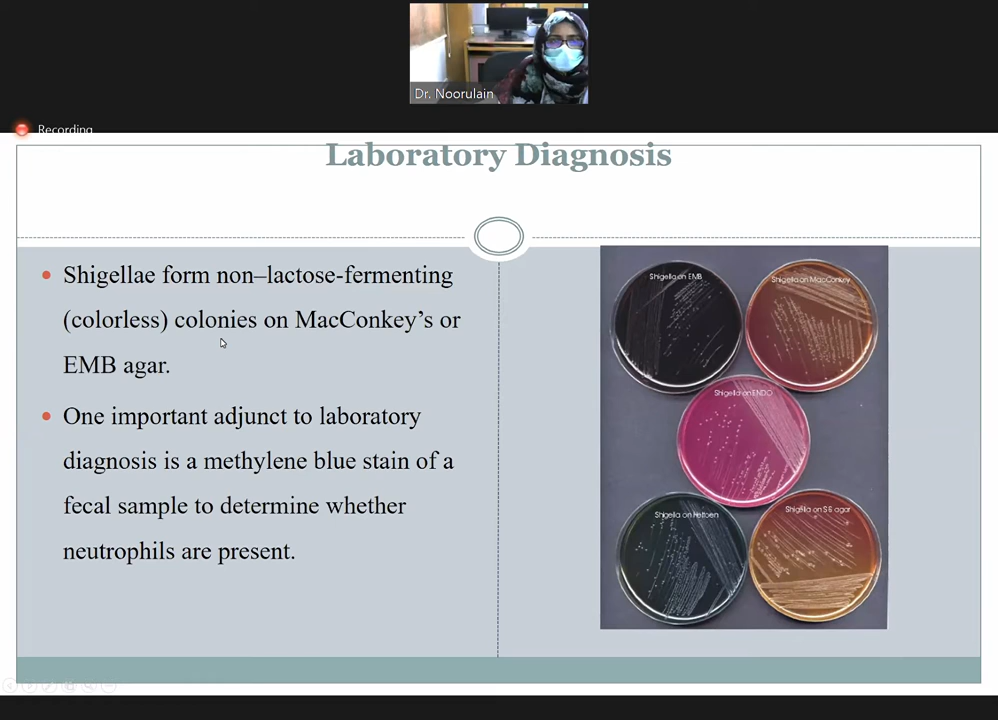 Dr. Noorulain
Recording
Laboratory Diagnosis
Shigellae form non–lactose-fermenting
(colorless) colonies on MacConkey’s or
EMB agar.
One important adjunct to laboratory
diagnosis is a methylene blue stain of a
fecal sample to determine whether
neutrophils are present.
Shigella on EMB
Shigella on MacConkey
Shigella on ENDO
Shigella on Hektoen
Shigella on SS agar